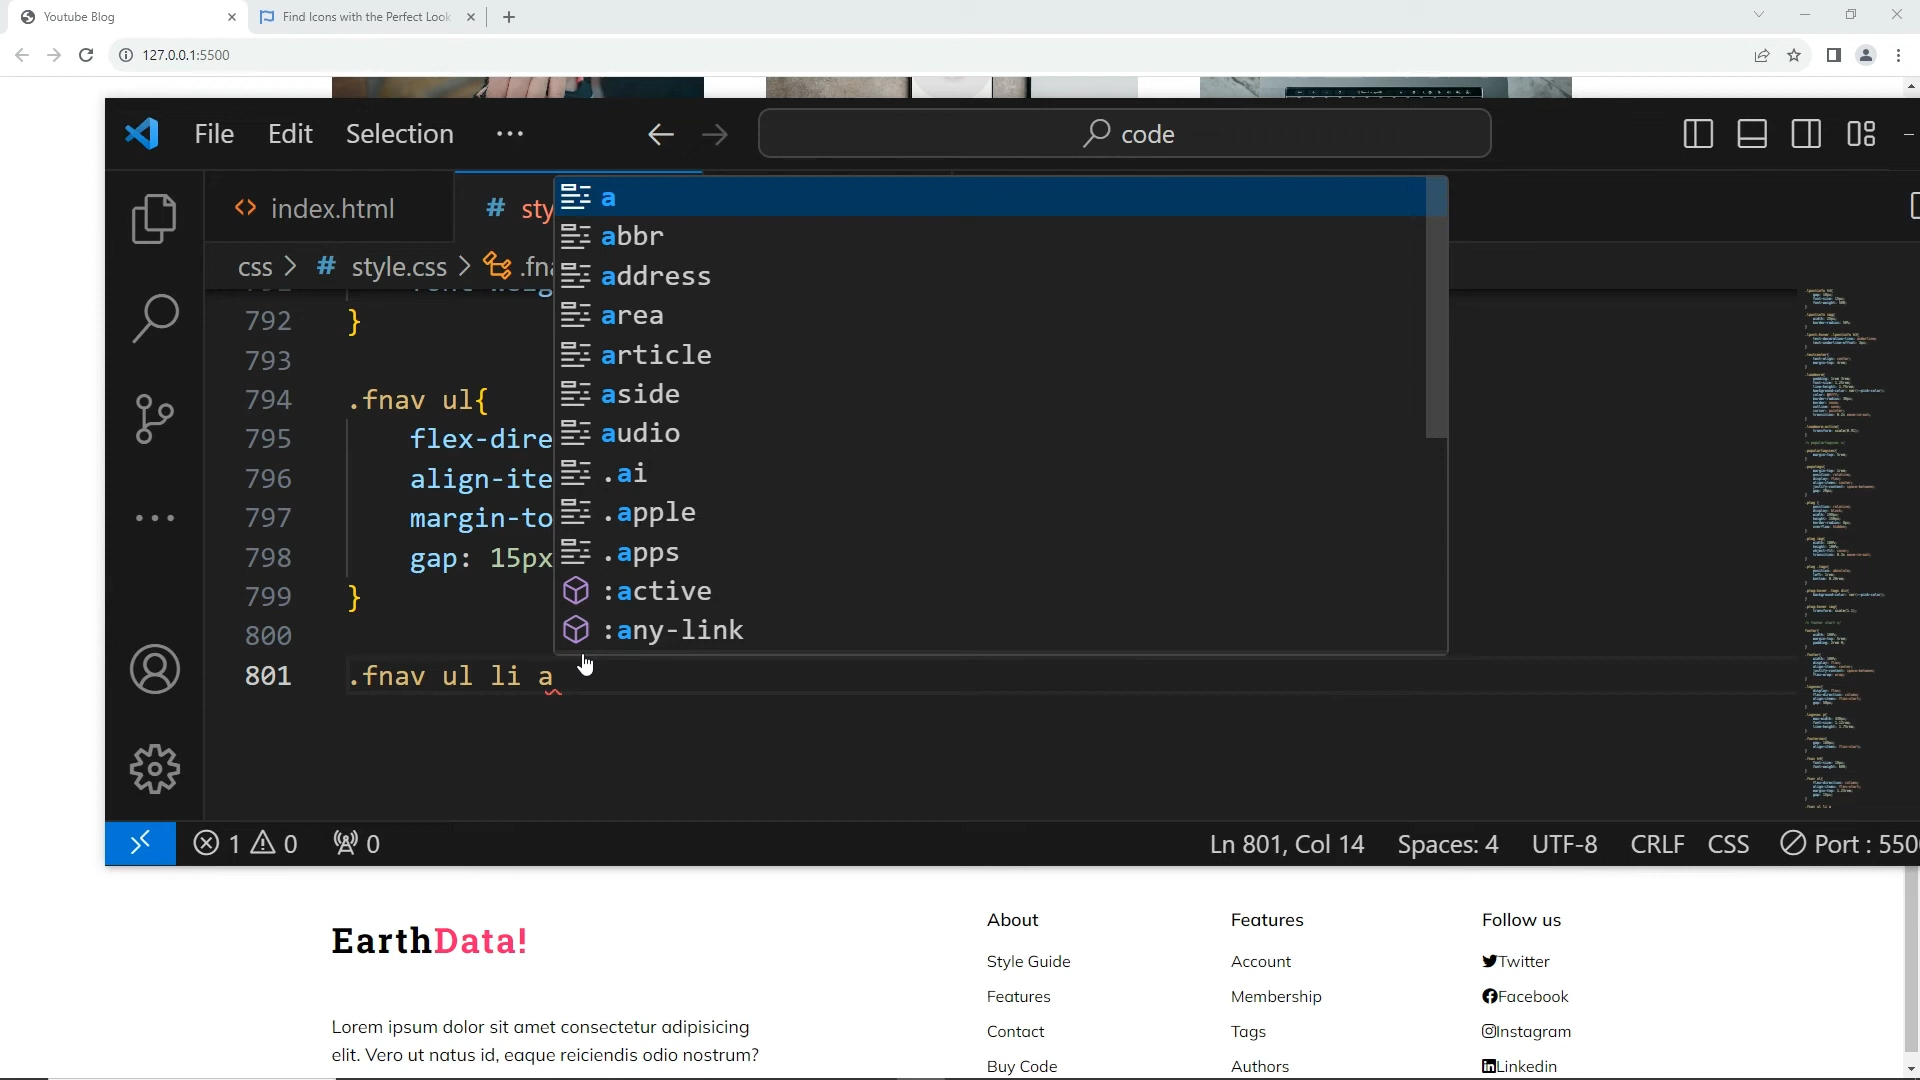 Youtube Blog
Find Icons with the Perfect Look
127.0.0.1:5500
File Edit Selection ···
code
index.html
# sty
css > # style.css > .fna
792 }
793
794 .fnav ul{
795 flex-dire
796 align-ite
797 margin-to
798 gap: 15px
799 }
800
801 .fnav ul li a
a
abbr
address
area
article
aside
audio
.ai
.apple
.apps
:active
:any-link
1 0 0
Ln 801, Col 14 Spaces: 4 UTF-8 CRLF CSS Port : 550
EarthData!
Lorem ipsum dolor sit amet consectetur adipisicing
elit. Vero ut natus id, eaque reiciendis odio nostrum?
About
Style Guide
Features
Contact
Buy Code
Features
Account
Membership
Tags
Authors
Follow us
Twitter
Facebook
Instagram
Linkedin